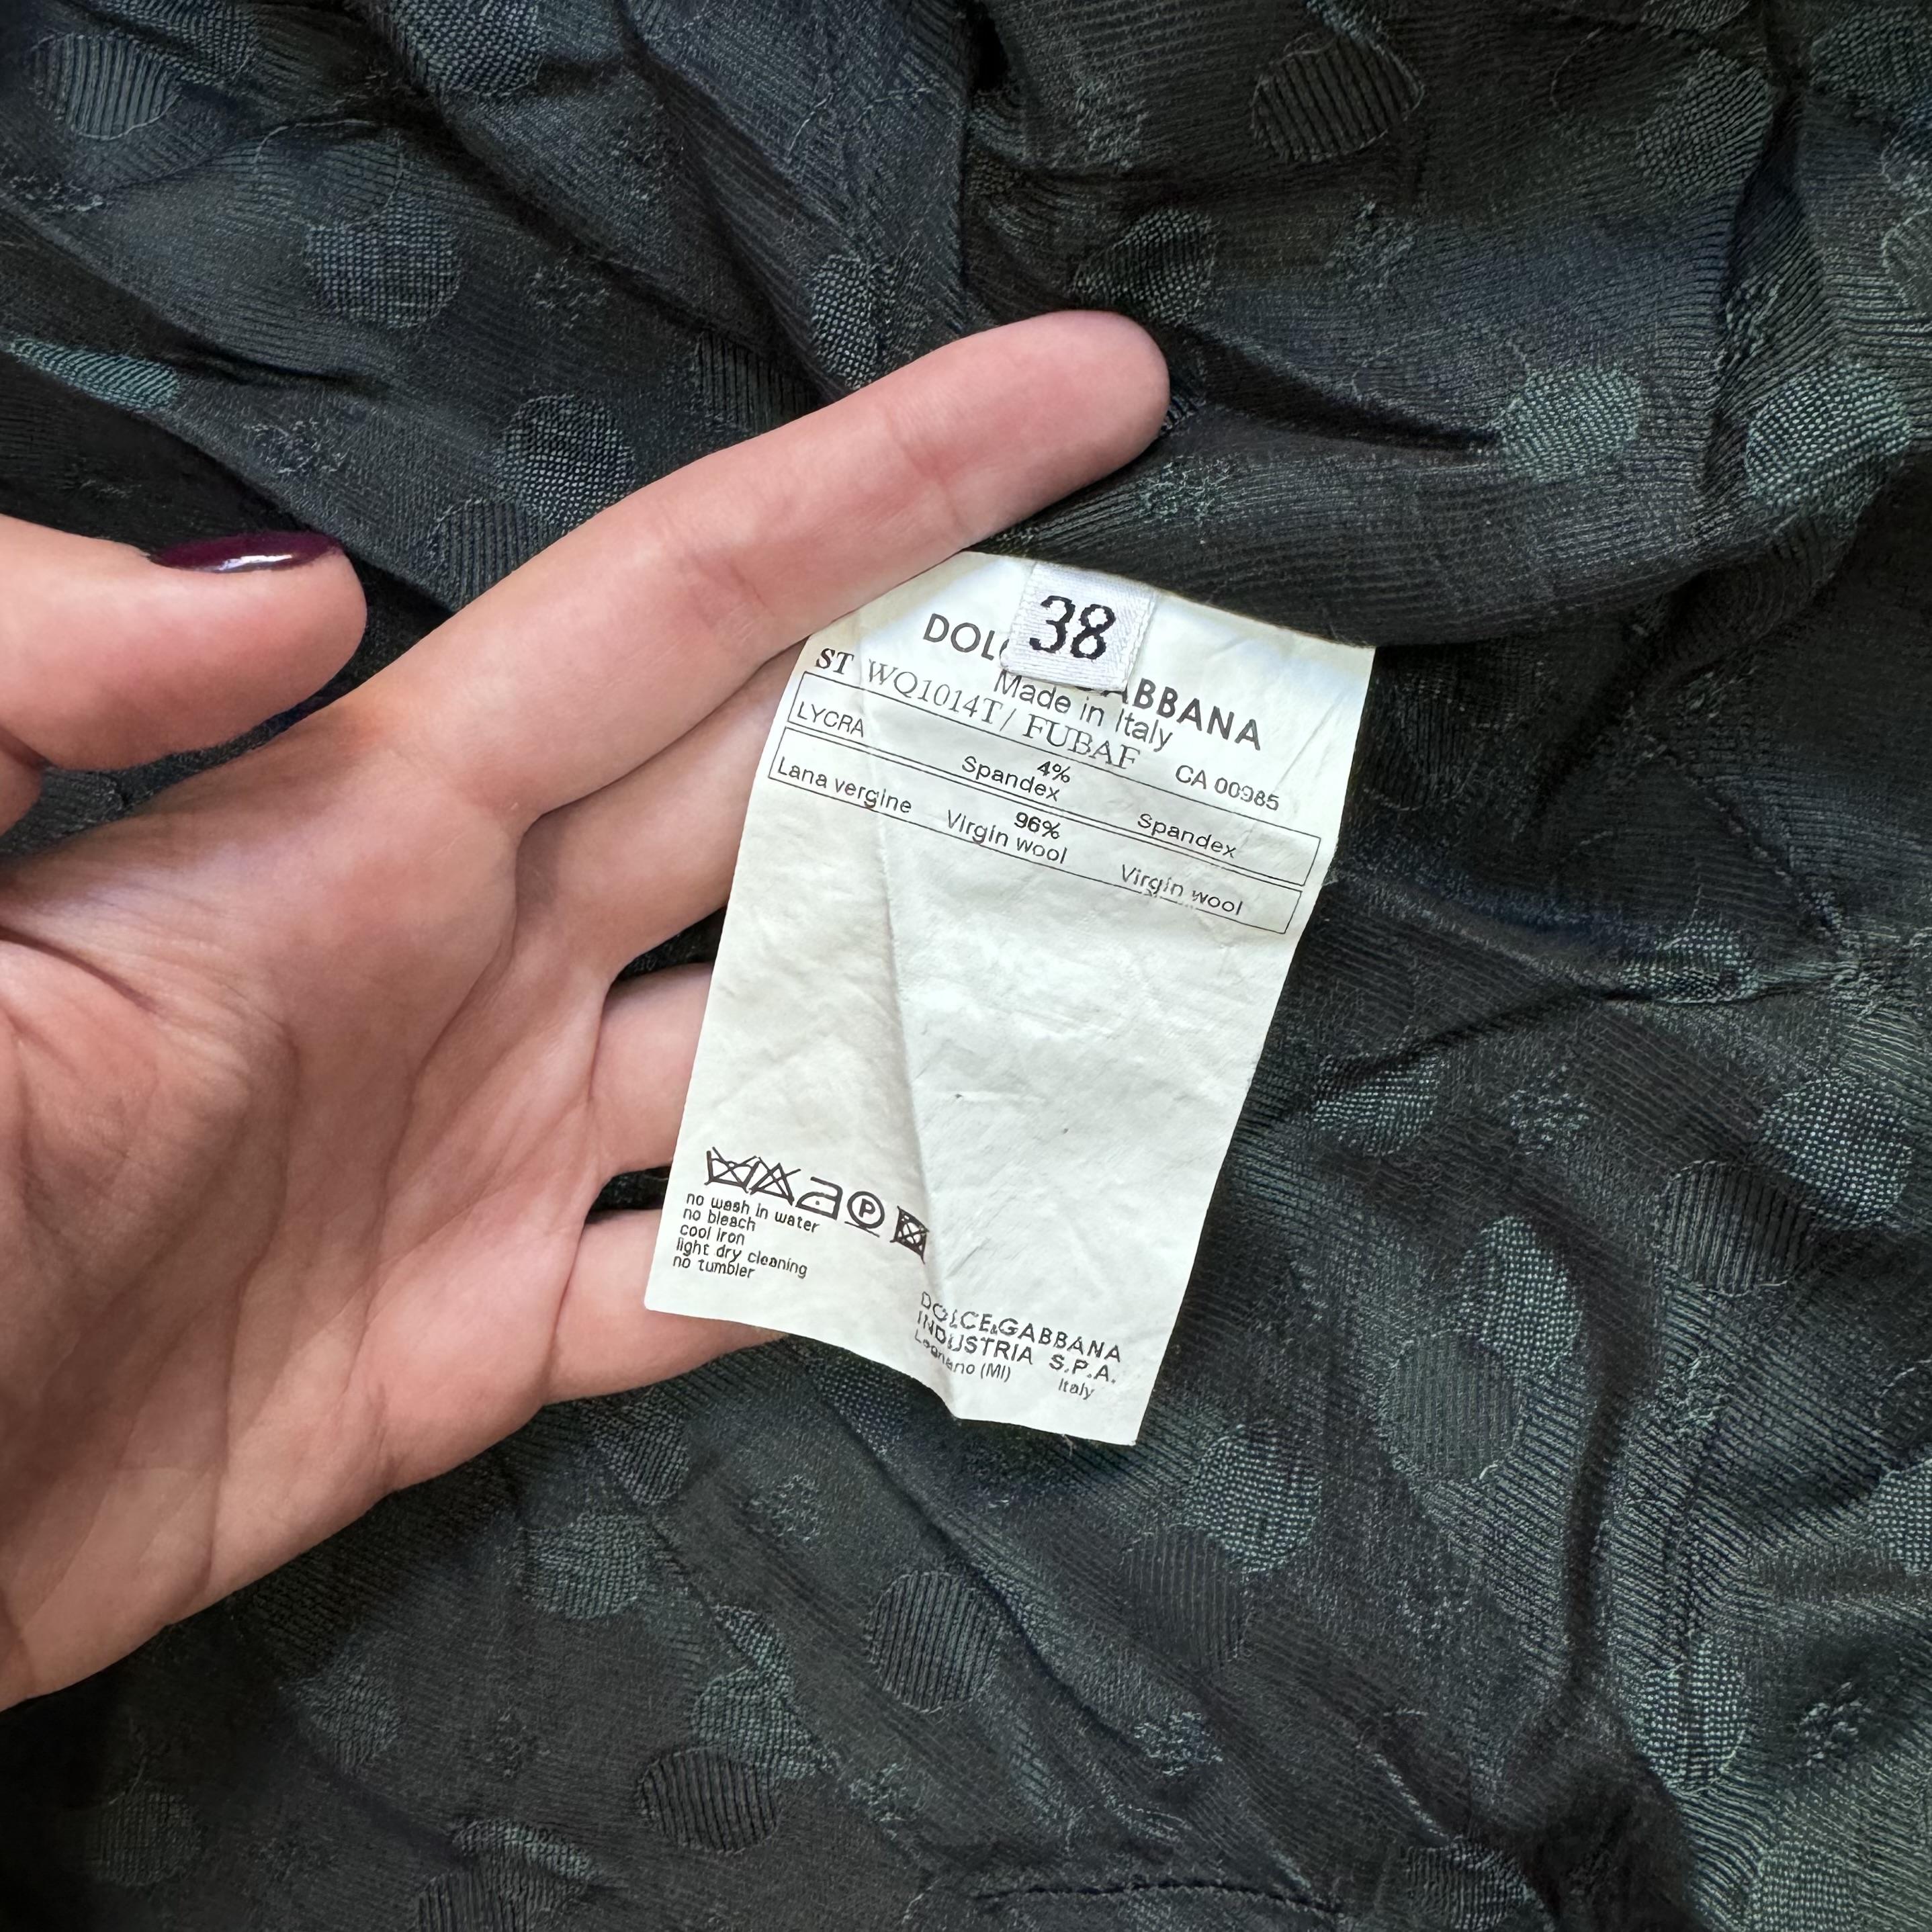 38
DOL ABBANA
Made in Italy
ST WQ1014T / FUBAF CA 00985
LYCRA 4% Spandex Spandex
Lana vergine 96% Virgin wool Virgin wool
P
no wash in water
no bleach
cool iron
light dry cleaning
no tumbler
DOLCE&GABBANA
INDUSTRIA S.P.A.
Legnano (MI) Italy